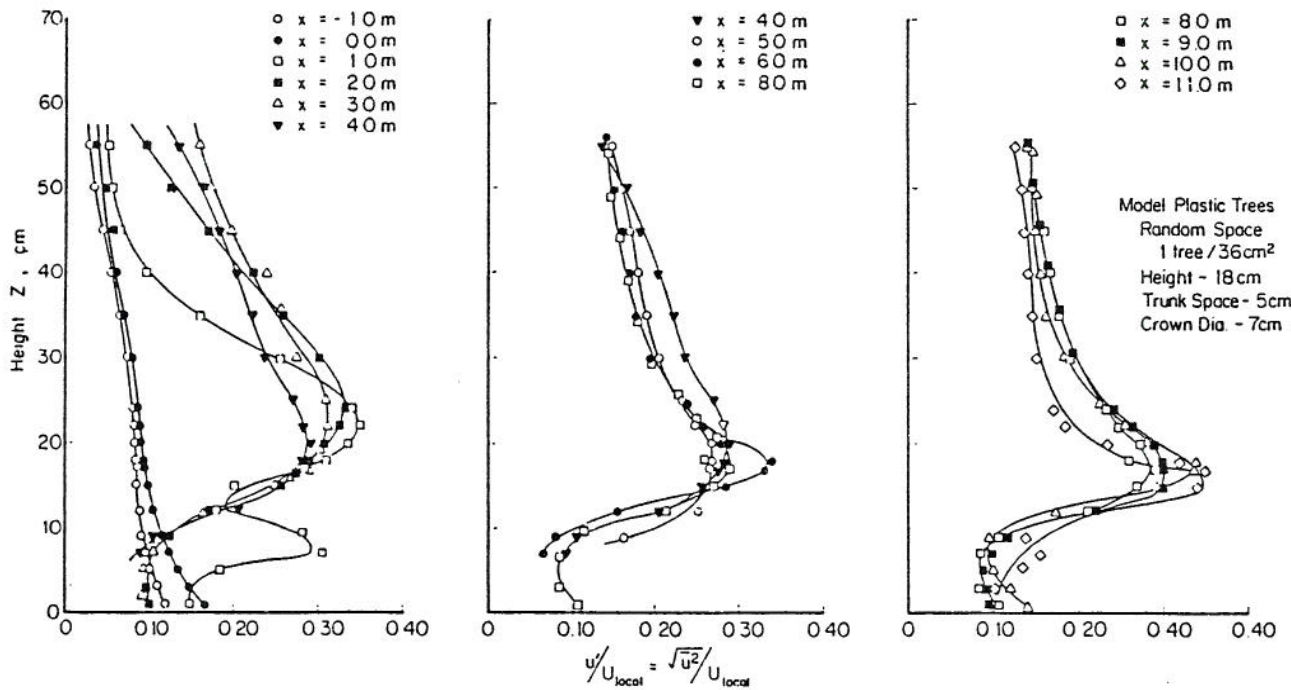 70
60
50
40
30
20
10
0
Height Z , cm
○ x = -1.0 m
● x = 0.0 m
□ x = 1.0 m
■ x = 2.0 m
△ x = 3.0 m
▼ x = 4.0 m
0 0.10 0.20 0.30 0.40
▼ x = 4.0 m
○ x = 5.0 m
● x = 6.0 m
□ x = 8.0 m
0 0.10 0.20 0.30 0.40
u'/U local = √u̅²/U local
□ x = 8.0 m
■ x = 9.0 m
△ x = 10.0 m
◇ x = 11.0 m
Model Plastic Trees
Random Space
1 tree/36cm²
Height - 18cm
Trunk Space - 5cm
Crown Dia. - 7cm
0 0.10 0.20 0.30 0.40